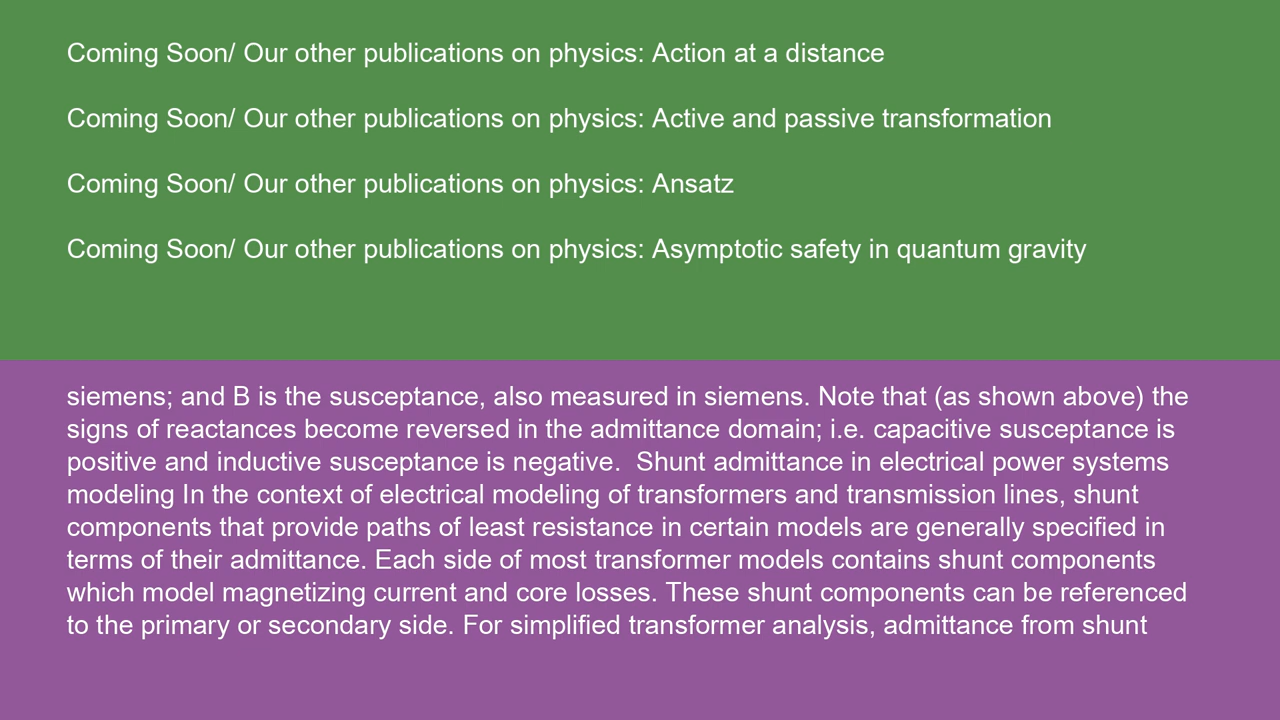 Coming Soon/ Our other publications on physics: Action at a distance
Coming Soon/ Our other publications on physics: Active and passive transformation
Coming Soon/ Our other publications on physics: Ansatz
Coming Soon/ Our other publications on physics: Asymptotic safety in quantum gravity
siemens; and B is the susceptance, also measured in siemens. Note that (as shown above) the
signs of reactances become reversed in the admittance domain; i.e. capacitive susceptance is
positive and inductive susceptance is negative.  Shunt admittance in electrical power systems
modeling In the context of electrical modeling of transformers and transmission lines, shunt
components that provide paths of least resistance in certain models are generally specified in
terms of their admittance. Each side of most transformer models contains shunt components
which model magnetizing current and core losses. These shunt components can be referenced
to the primary or secondary side. For simplified transformer analysis, admittance from shunt